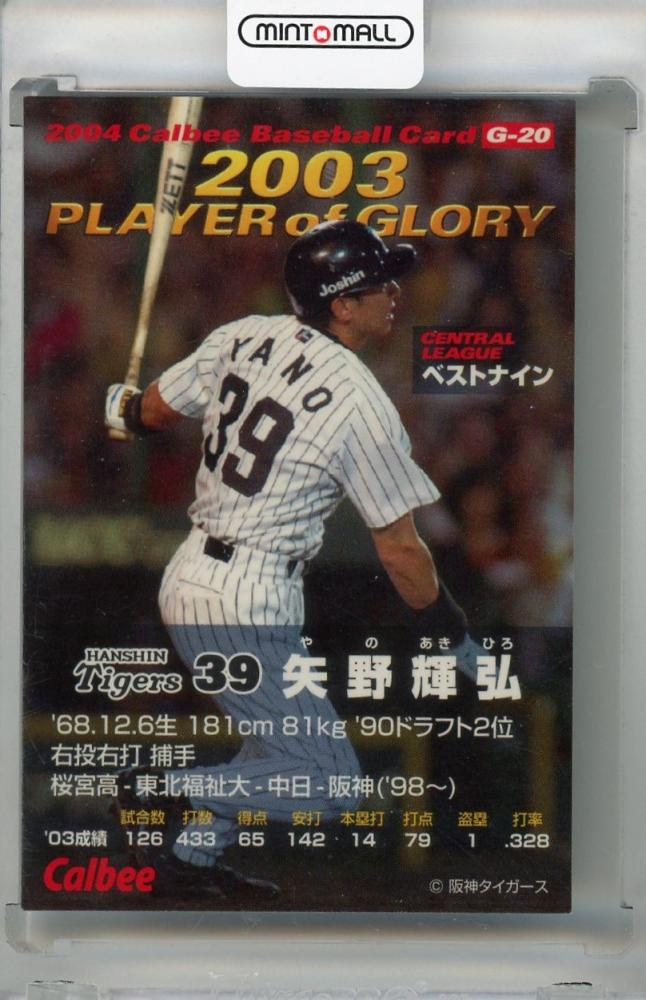 MINT MALL
2004 Calbee Baseball Card G-20
2003
PLAYER of GLORY
ZETT
Joshin
CENTRAL
LEAGUE
ベストナイン
YANO
39
や の あき ひろ
HANSHIN
Tigers 39 矢野輝弘
'68.12.6生 181cm 81kg '90ドラフト2位
右投右打 捕手
桜宮高-東北福祉大-中日-阪神('98〜)
試合数 打数 得点 安打 本塁打 打点 盗塁 打率
'03成績 126 433 65 142 14 79 1 .328
Calbee
© 阪神タイガース